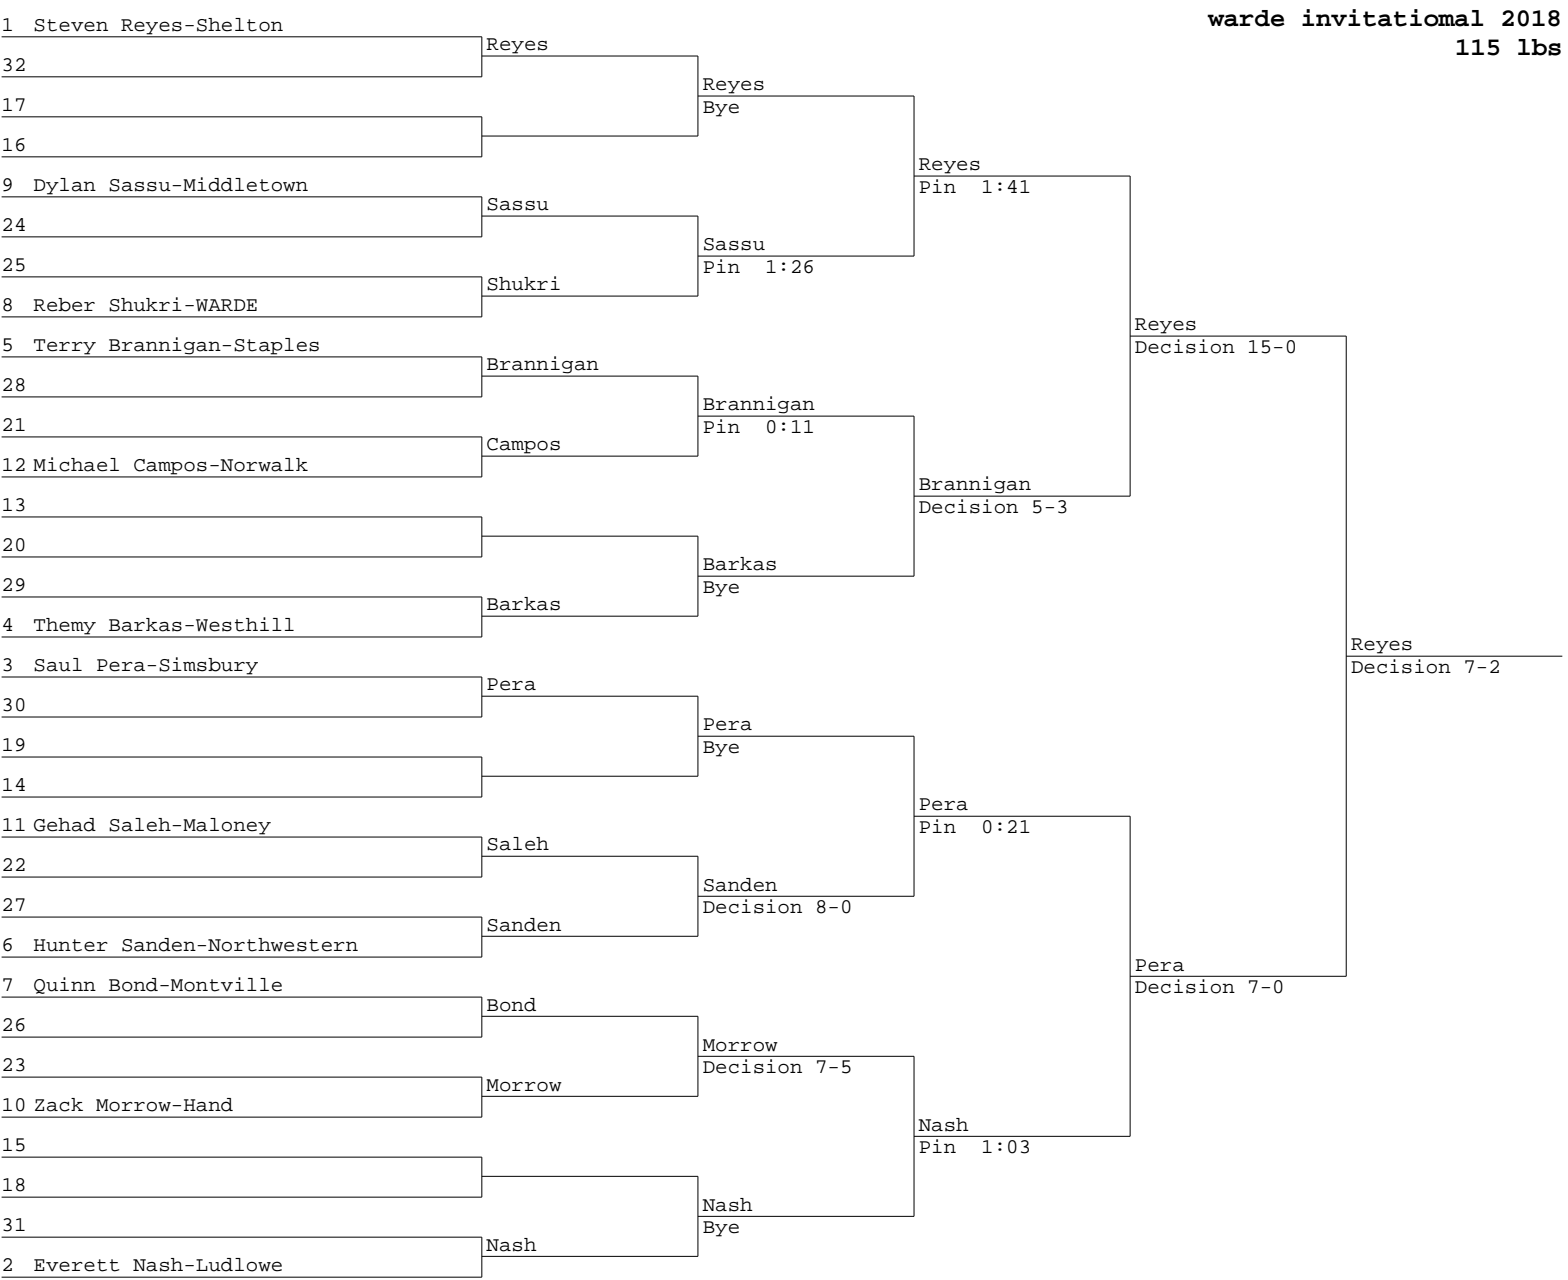 warde invitatiomal 2018
115 lbs
1 Steven Reyes-Shelton
32
17
16
9 Dylan Sassu-Middletown
24
25
8 Reber Shukri-WARDE
5 Terry Brannigan-Staples
28
21
12 Michael Campos-Norwalk
13
20
29
4 Themy Barkas-Westhill
3 Saul Pera-Simsbury
30
19
14
11 Gehad Saleh-Maloney
22
27
6 Hunter Sanden-Northwestern
7 Quinn Bond-Montville
26
23
10 Zack Morrow-Hand
15
18
31
2 Everett Nash-Ludlowe
Reyes
Sassu
Shukri
Brannigan
Campos
Barkas
Pera
Saleh
Sanden
Bond
Morrow
Nash
Reyes
Bye
Sassu
Pin 1:26
Brannigan
Pin 0:11
Barkas
Bye
Pera
Bye
Sanden
Decision 8-0
Morrow
Decision 7-5
Nash
Bye
Reyes
Pin 1:41
Brannigan
Decision 5-3
Pera
Pin 0:21
Nash
Pin 1:03
Reyes
Decision 15-0
Pera
Decision 7-0
Reyes
Decision 7-2